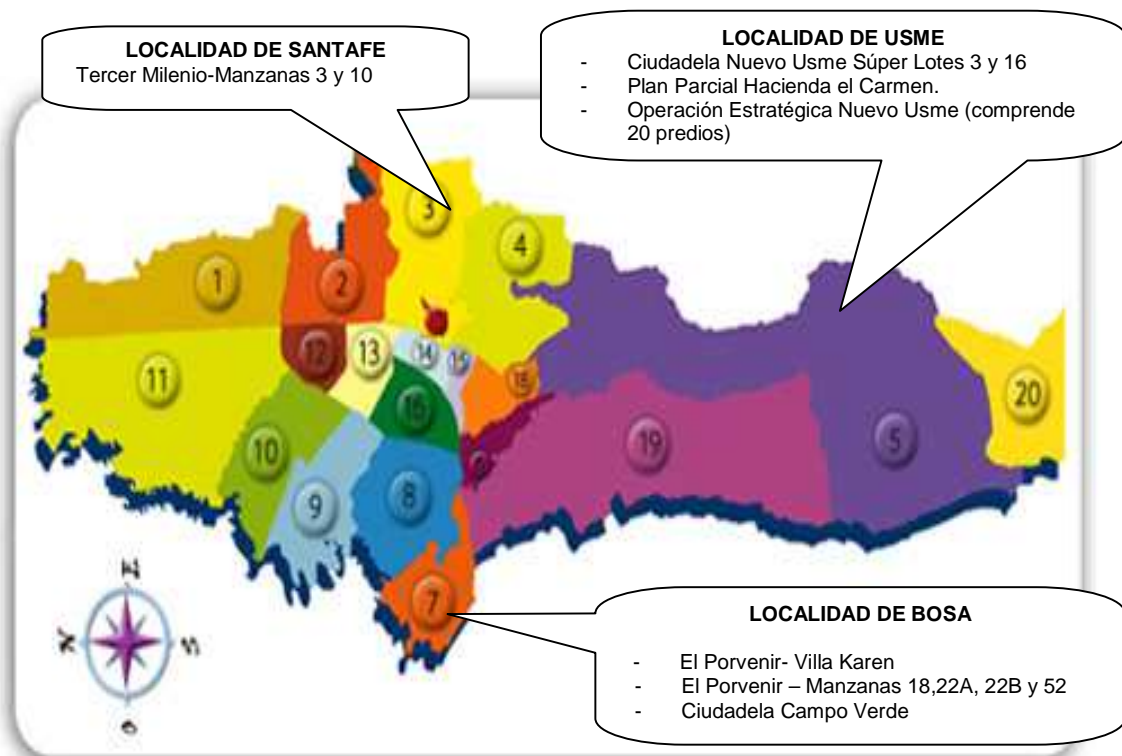 LOCALIDAD DE SANTAFE
Tercer Milenio-Manzanas 3 y 10
LOCALIDAD DE USME
- Ciudadela Nuevo Usme Súper Lotes 3 y 16
- Plan Parcial Hacienda el Carmen.
- Operación Estratégica Nuevo Usme (comprende
20 predios)
3
4
1
2
12
13
14
15
11
16
18
20
10
19
5
9
8
7
E
N
S
O
LOCALIDAD DE BOSA
- El Porvenir- Villa Karen
- El Porvenir – Manzanas 18,22A, 22B y 52
- Ciudadela Campo Verde